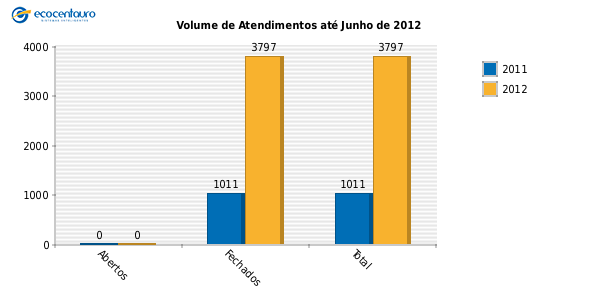 ecocentauro
Volume de Atendimentos até Junho de 2012
4000
3000
2000
1000
0
0
0
1011
3797
1011
3797
Abertos
Fechados
Total
2011
2012